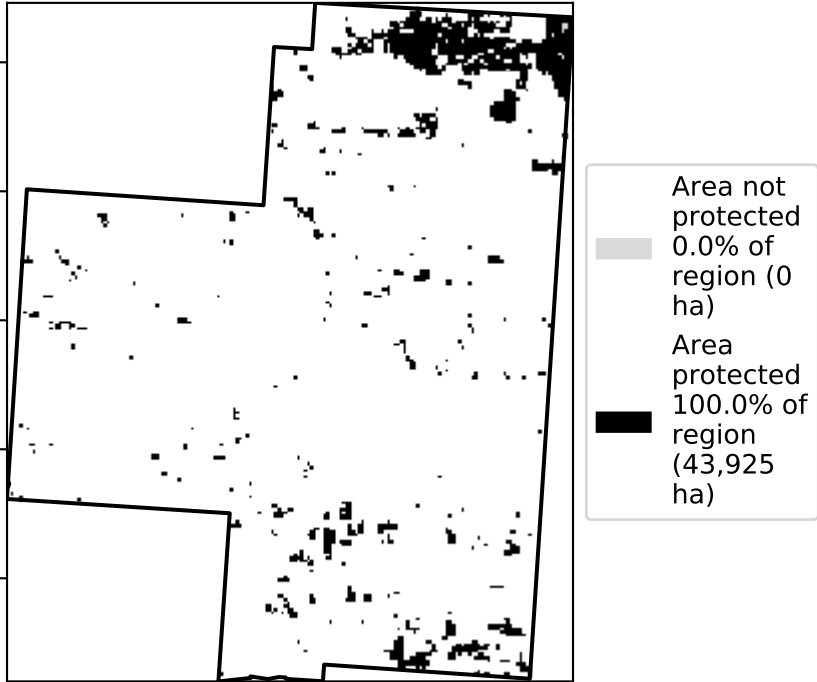 Area not
protected
0.0% of
region (0
ha)
Area
protected
100.0% of
region
(43,925
ha)